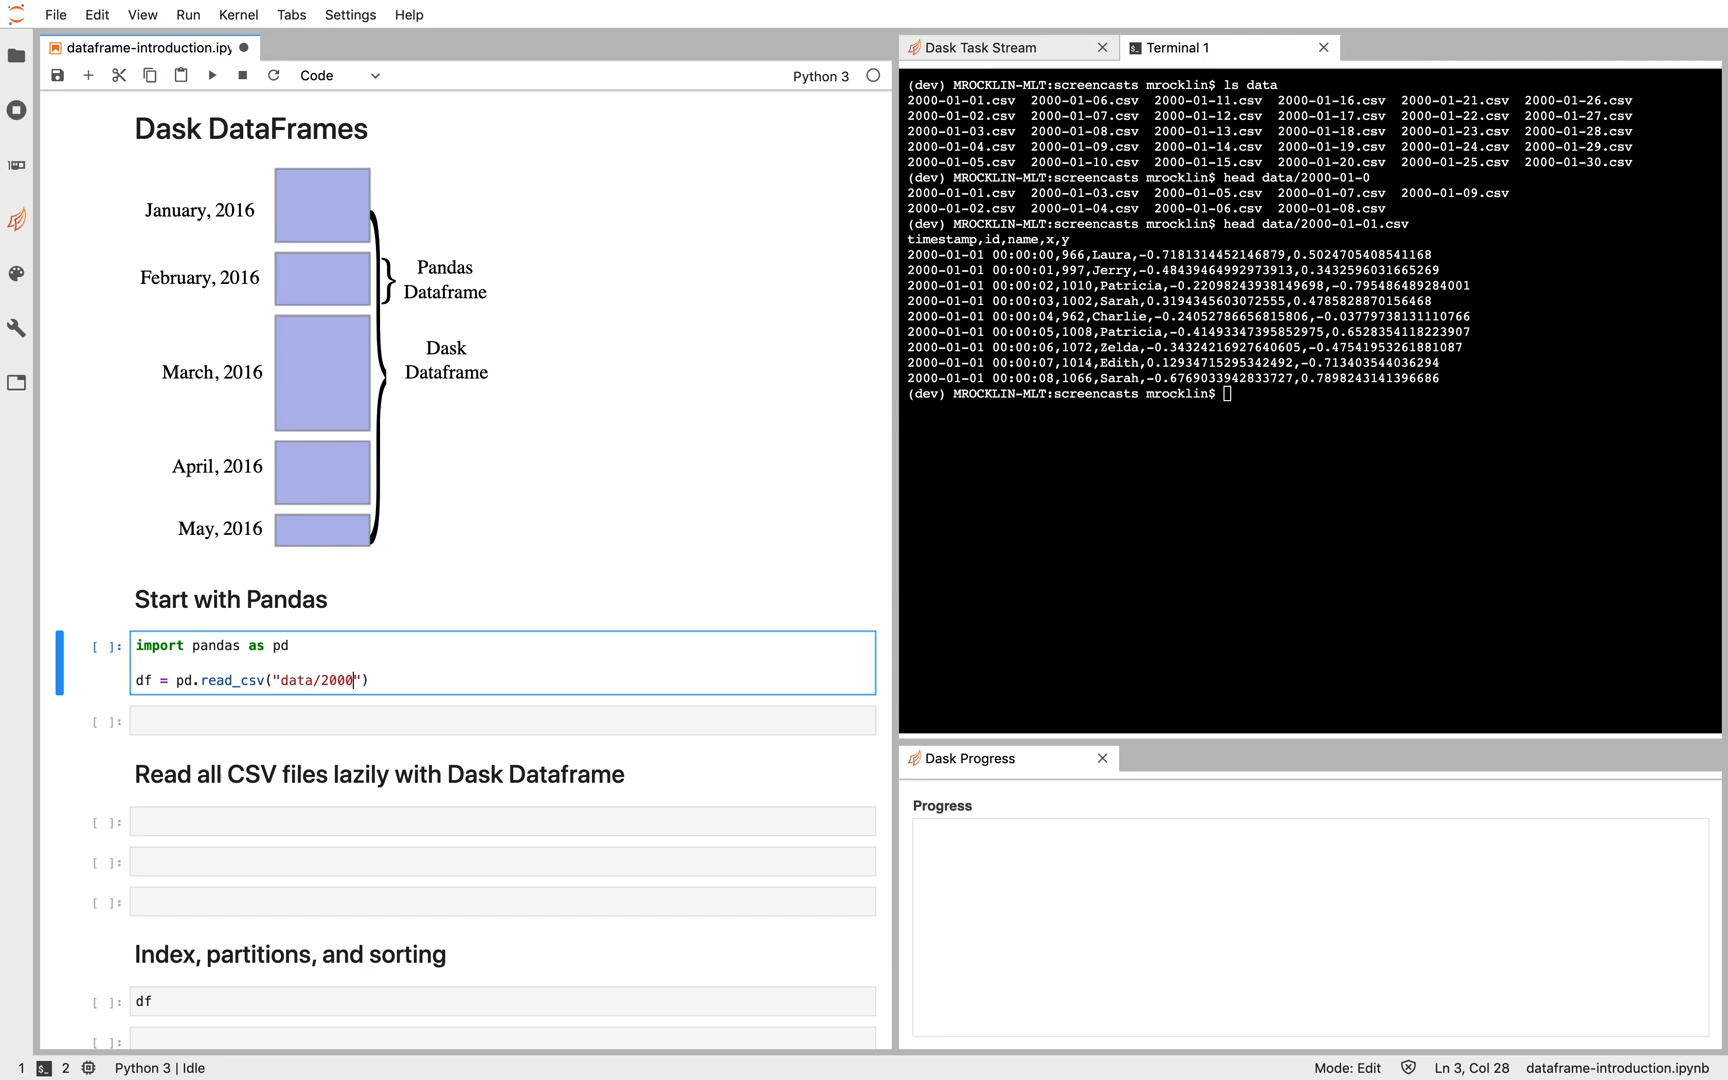 File Edit View Run Kernel Tabs Settings Help
dataframe-introduction.ipy
Code
Python 3
Dask DataFrames
January, 2016
February, 2016
March, 2016
April, 2016
May, 2016
Pandas
Dataframe
Dask
Dataframe
Start with Pandas
[ ]:
import pandas as pd
df = pd.read_csv("data/2000")
[ ]:
Read all CSV files lazily with Dask Dataframe
[ ]:
[ ]:
[ ]:
Index, partitions, and sorting
[ ]: df
[ ]:
Dask Task Stream
Terminal 1
(dev) MROCKLIN-MLT:screencasts mrocklin$ ls data
2000-01-01.csv 2000-01-06.csv 2000-01-11.csv 2000-01-16.csv 2000-01-21.csv 2000-01-26.csv
2000-01-02.csv 2000-01-07.csv 2000-01-12.csv 2000-01-17.csv 2000-01-22.csv 2000-01-27.csv
2000-01-03.csv 2000-01-08.csv 2000-01-13.csv 2000-01-18.csv 2000-01-23.csv 2000-01-28.csv
2000-01-04.csv 2000-01-09.csv 2000-01-14.csv 2000-01-19.csv 2000-01-24.csv 2000-01-29.csv
2000-01-05.csv 2000-01-10.csv 2000-01-15.csv 2000-01-20.csv 2000-01-25.csv 2000-01-30.csv
(dev) MROCKLIN-MLT:screencasts mrocklin$ head data/2000-01-0
2000-01-01.csv 2000-01-03.csv 2000-01-05.csv 2000-01-07.csv 2000-01-09.csv
2000-01-02.csv 2000-01-04.csv 2000-01-06.csv 2000-01-08.csv
(dev) MROCKLIN-MLT:screencasts mrocklin$ head data/2000-01-01.csv
timestamp,id,name,x,y
2000-01-01 00:00:00,966,Laura,-0.7181314452146879,0.5024705408541168
2000-01-01 00:00:01,997,Jerry,-0.48439464992973913,0.3432596031665269
2000-01-01 00:00:02,1010,Patricia,-0.22098243938149698,-0.795486489284001
2000-01-01 00:00:03,1002,Sarah,0.3194345603072555,0.4785828870156468
2000-01-01 00:00:04,962,Charlie,-0.24052786656815806,-0.03779738131110766
2000-01-01 00:00:05,1008,Patricia,-0.41493347395852975,0.6528354118223907
2000-01-01 00:00:06,1072,Zelda,-0.34324216927640605,-0.47541953261881087
2000-01-01 00:00:07,1014,Edith,0.12934715295342492,-0.713403544036294
2000-01-01 00:00:08,1066,Sarah,-0.6769033942833727,0.7898243141396686
(dev) MROCKLIN-MLT:screencasts mrocklin$
Dask Progress
Progress
1 2 Python 3 | Idle
Mode: Edit Ln 3, Col 28 dataframe-introduction.ipynb